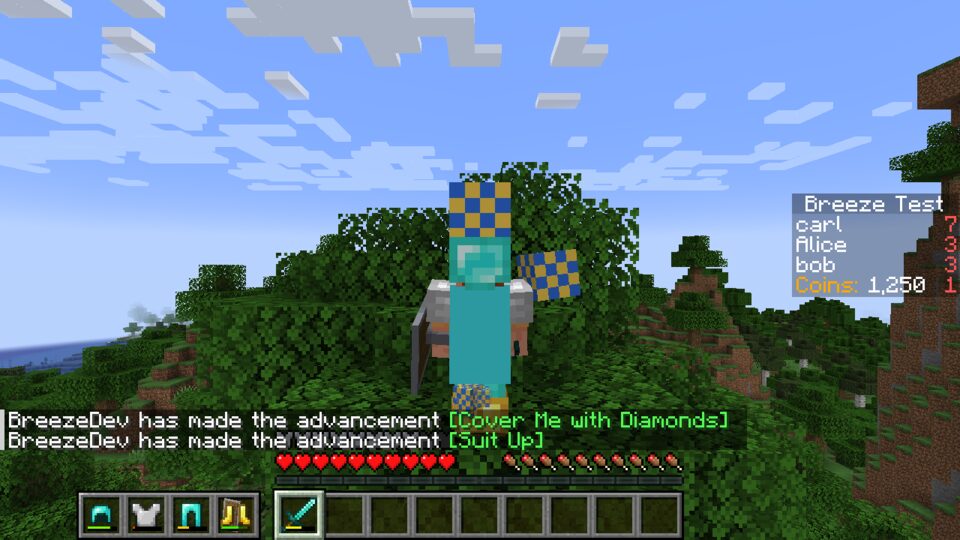 Breeze Test
carl 7
Alice 3
bob 3
Coins: 1,250 1
BreezeDev has made the advancement [Cover Me with Diamonds]
BreezeDev has made the advancement [Suit Up]